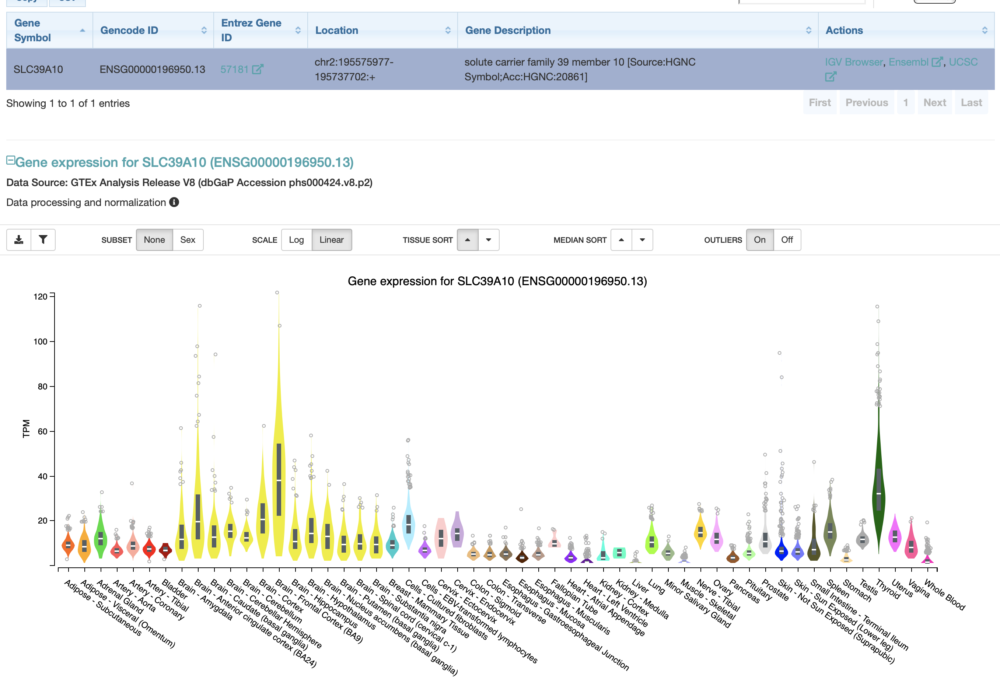 Copy CSV
Gene
Symbol
Gencode ID
Entrez Gene
ID
Location
Gene Description
Actions
SLC39A10
ENSG00000196950.13
57181
chr2:195575977-
195737702:+
solute carrier family 39 member 10 [Source:HGNC
Symbol;Acc:HGNC:20861]
IGV Browser, Ensembl , UCSC
Showing 1 to 1 of 1 entries
First Previous 1 Next Last
Gene expression for SLC39A10 (ENSG00000196950.13)
Data Source: GTEx Analysis Release V8 (dbGaP Accession phs000424.v8.p2)
Data processing and normalization
SUBSET None Sex SCALE Log Linear TISSUE SORT MEDIAN SORT OUTLIERS On Off
Gene expression for SLC39A10 (ENSG00000196950.13)
TPM
120
100
80
60
40
20
Adipose - Subcutaneous
Adipose - Visceral (Omentum)
Adrenal Gland
Artery - Aorta
Artery - Coronary
Artery - Tibial
Bladder
Brain - Amygdala
Brain - Anterior cingulate cortex (BA24)
Brain - Caudate (basal ganglia)
Brain - Cerebellar Hemisphere
Brain - Cerebellum
Brain - Cortex
Brain - Frontal Cortex (BA9)
Brain - Hippocampus
Brain - Hypothalamus
Brain - Nucleus accumbens (basal ganglia)
Brain - Putamen (basal ganglia)
Brain - Spinal cord (cervical c-1)
Brain - Substantia nigra
Breast - Mammary Tissue
Cells - Cultured fibroblasts
Cells - EBV-transformed lymphocytes
Cervix - Ectocervix
Cervix - Endocervix
Colon - Sigmoid
Colon - Transverse
Esophagus - Gastroesophageal Junction
Esophagus - Mucosa
Esophagus - Muscularis
Fallopian Tube
Heart - Atrial Appendage
Heart - Left Ventricle
Kidney - Cortex
Kidney - Medulla
Liver
Lung
Minor Salivary Gland
Muscle - Skeletal
Nerve - Tibial
Ovary
Pancreas
Pituitary
Prostate
Skin - Not Sun Exposed (Suprapubic)
Skin - Sun Exposed (Lower leg)
Small Intestine - Terminal Ileum
Spleen
Stomach
Testis
Thyroid
Uterus
Vagina
Whole Blood